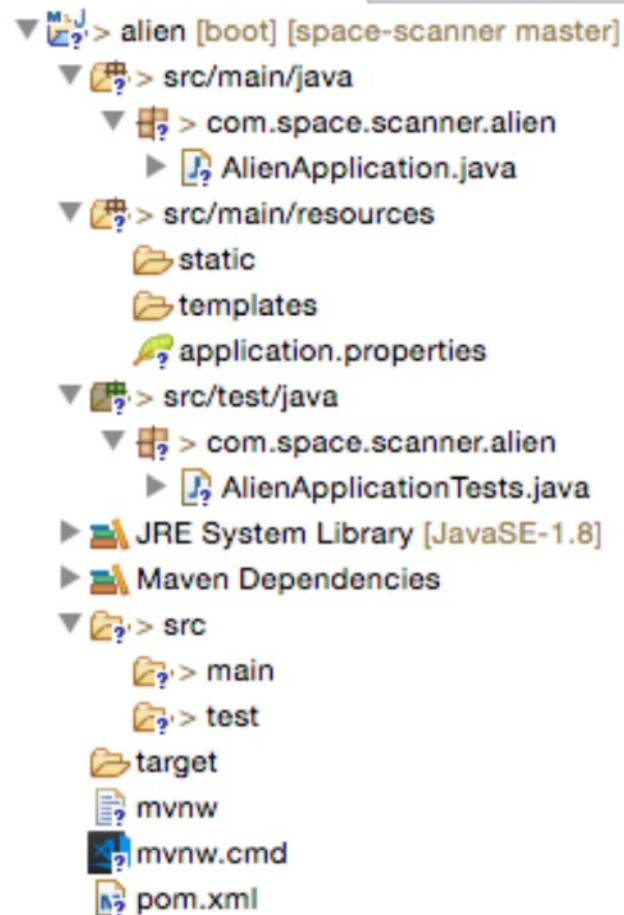 > alien [boot] [space-scanner master]
> src/main/java
> com.space.scanner.alien
AlienApplication.java
> src/main/resources
static
templates
application.properties
> src/test/java
> com.space.scanner.alien
AlienApplicationTests.java
JRE System Library [JavaSE-1.8]
Maven Dependencies
> src
> main
> test
target
mvnw
mvnw.cmd
pom.xml